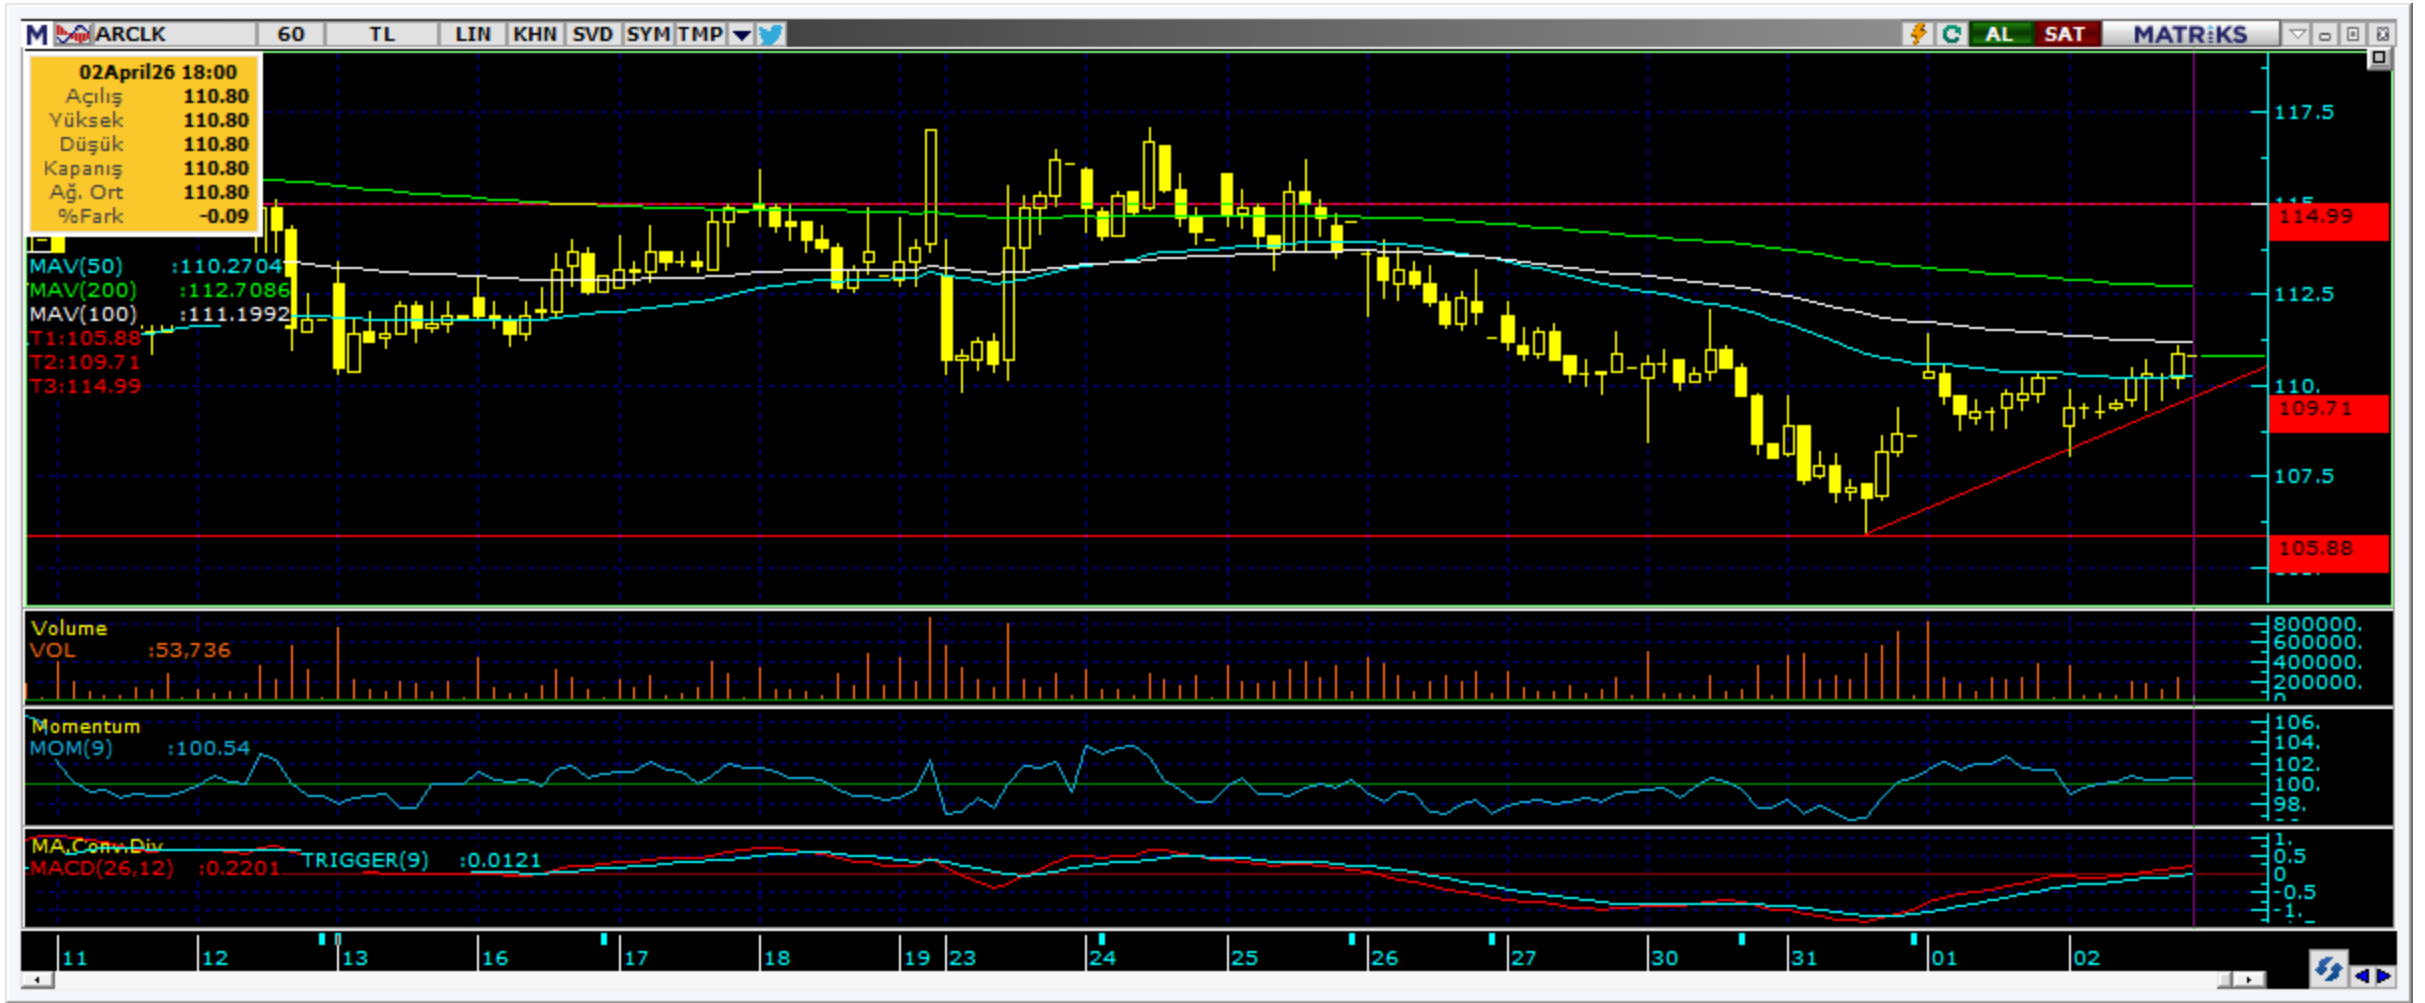 M ARCLK 60 TL LIN KHN SVD SYM TMP AL SAT MATRiKS
02April26 18:00
Açılış 110.80
Yüksek 110.80
Düşük 110.80
Kapanış 110.80
Ağ. Ort 110.80
%Fark -0.09
MAV(50) :110.2704
MAV(200) :112.7086
MAV(100) :111.1992
T1:105.88
T2:109.71
T3:114.99
117.5
114.99
112.5
110.
109.71
107.5
105.88
Volume
VOL :53,736
800000.
600000.
400000.
200000.
0
Momentum
MOM(9) :100.54
106.
104.
102.
100.
98.
MA.Conv.Div
MACD(26,12) :0.2201 TRIGGER(9) :0.0121
1.
0.5
0
-0.5
-1.
11 12 13 16 17 18 19 23 24 25 26 27 30 31 01 02